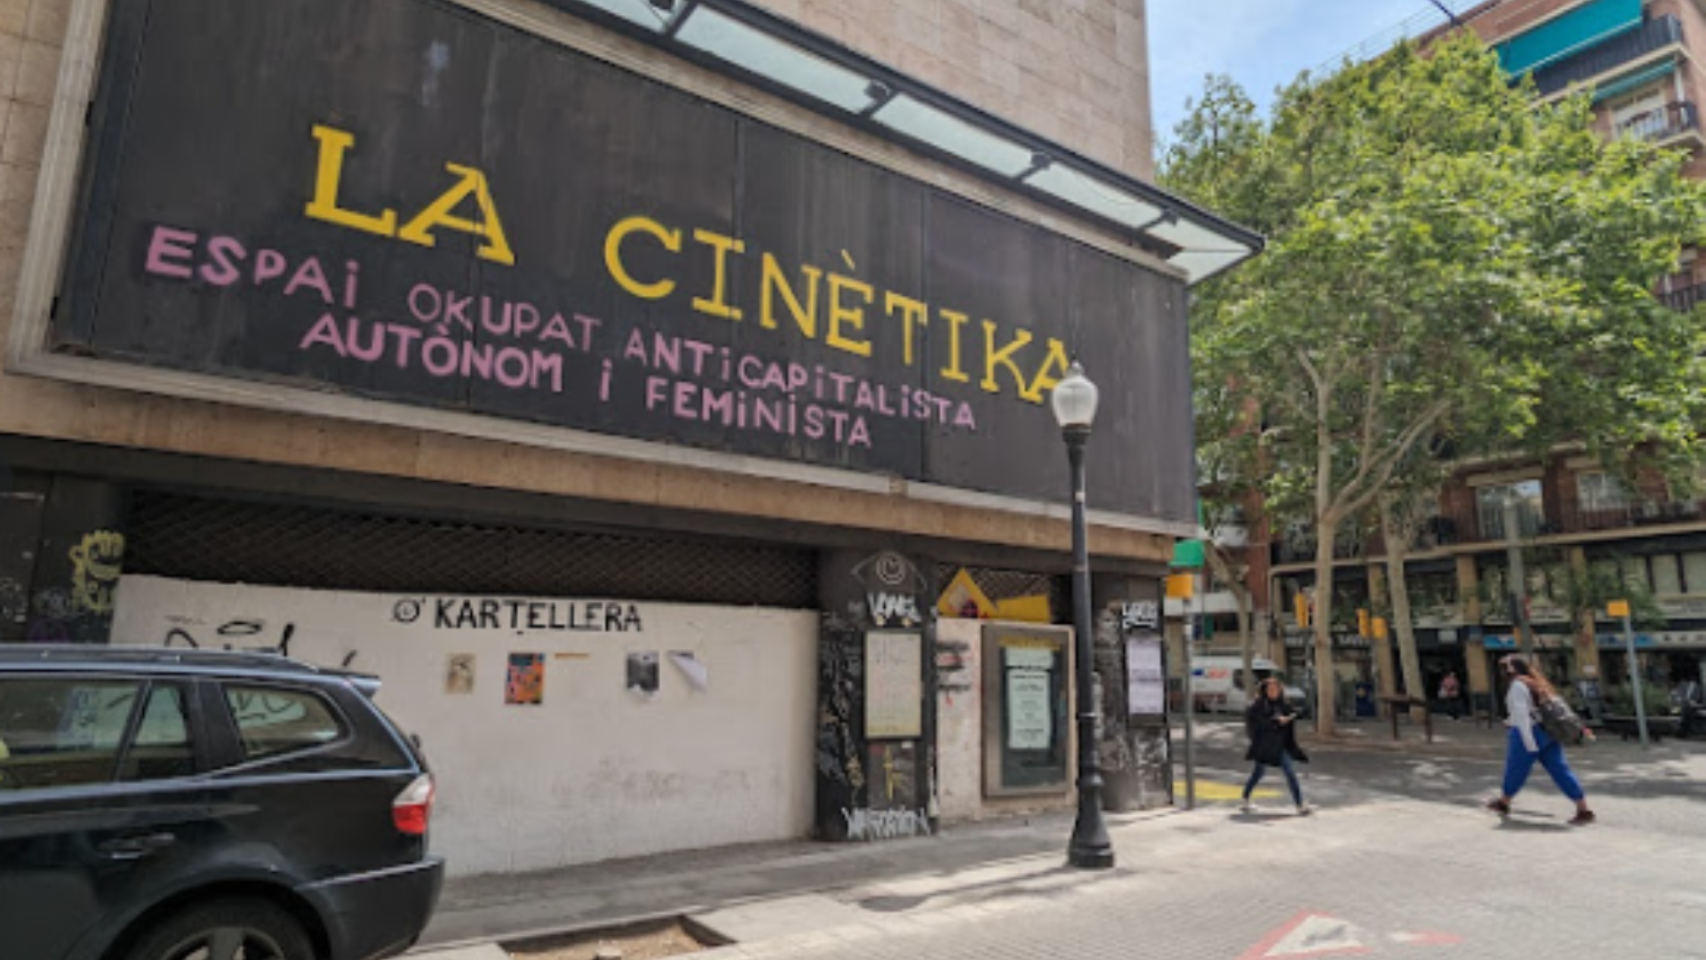 LA CINÈTIKA
ESPAi OKUPAT ANTiCAPiTALiSTA
AUTÒNOM i FEMiNiSTA
KARTELLERA